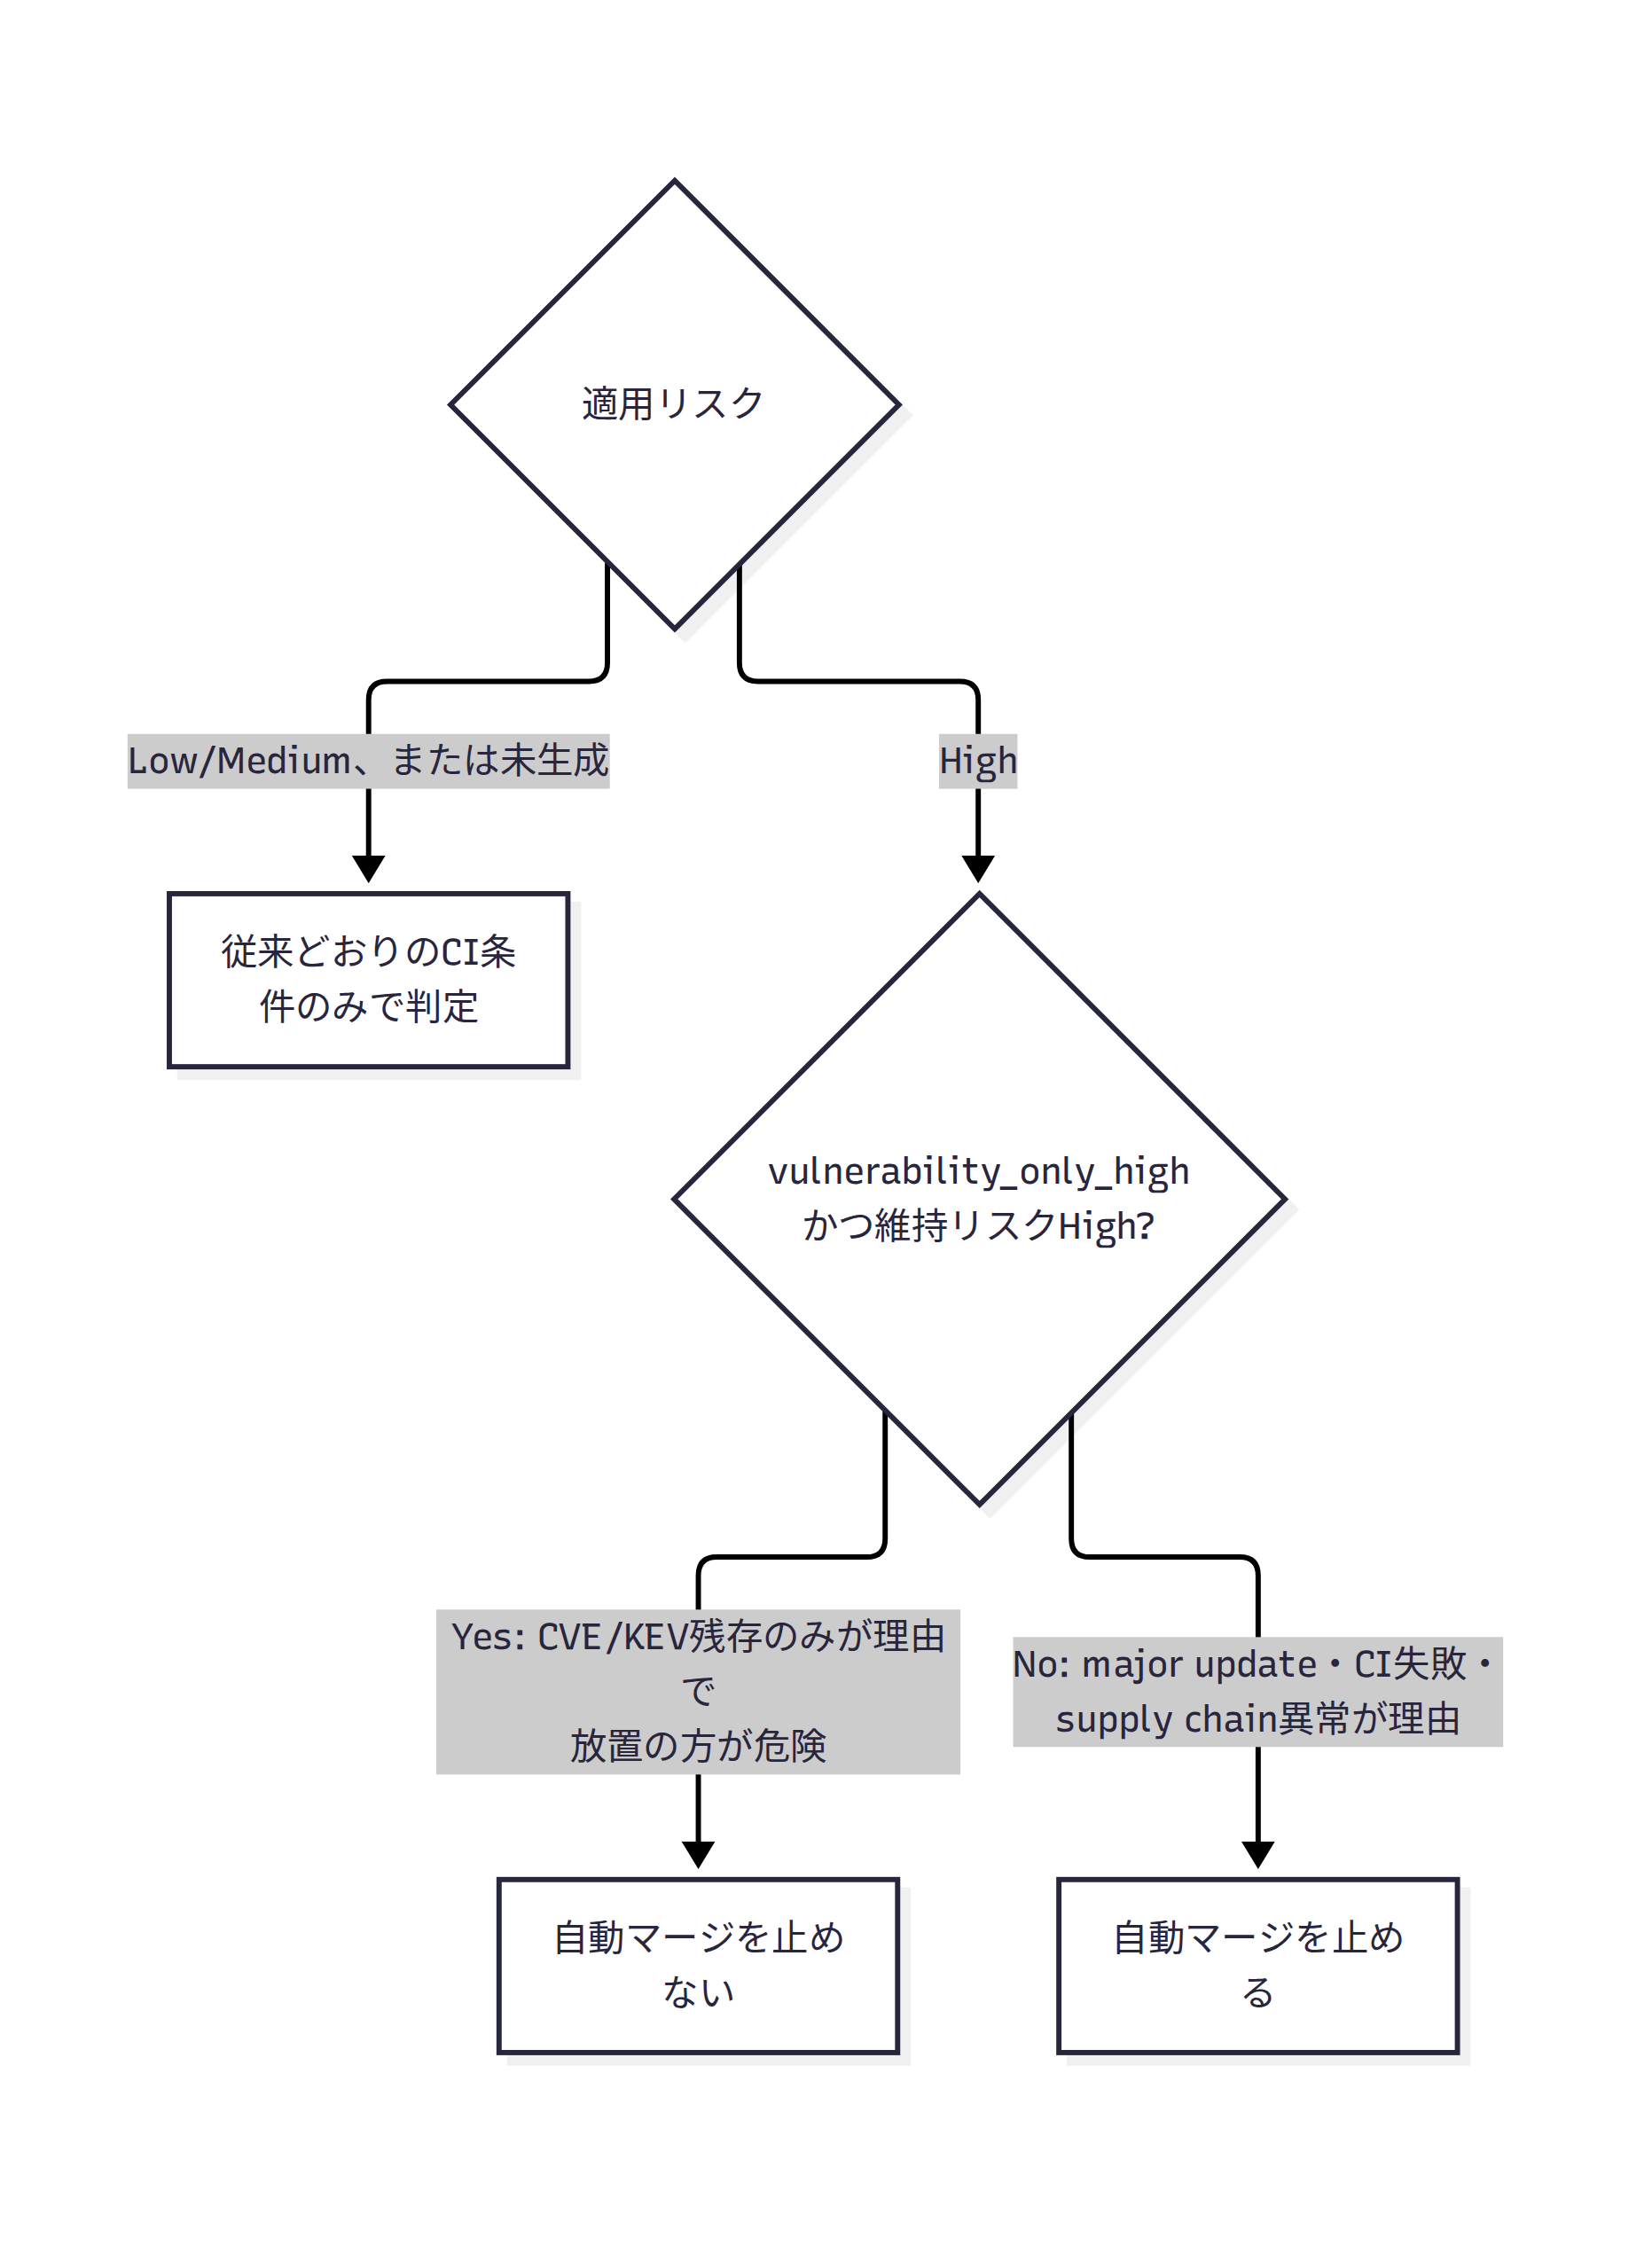 適用リスク
Low/Medium、または未生成
High
従来どおりのCI条
件のみで判定
vulnerability_only_high
かつ維持リスクHigh?
Yes: CVE/KEV残存のみが理由
で
放置の方が危険
No: major update・CI失敗・
supply chain異常が理由
自動マージを止め
ない
自動マージを止め
る